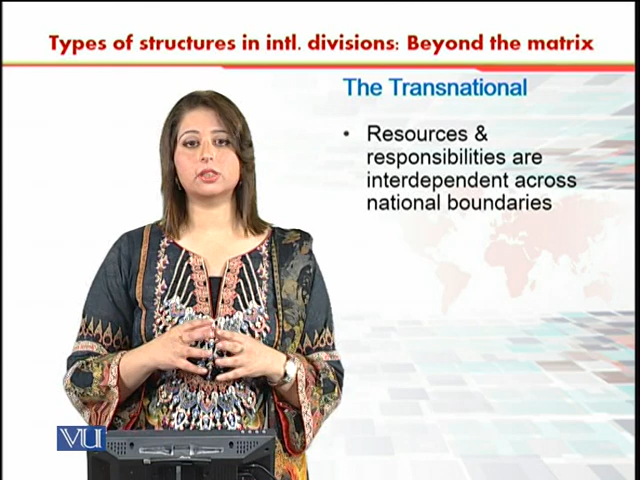 Types of structures in intl. divisions: Beyond the matrix
The Transnational
• Resources &
responsibilities are
interdependent across
national boundaries
VU